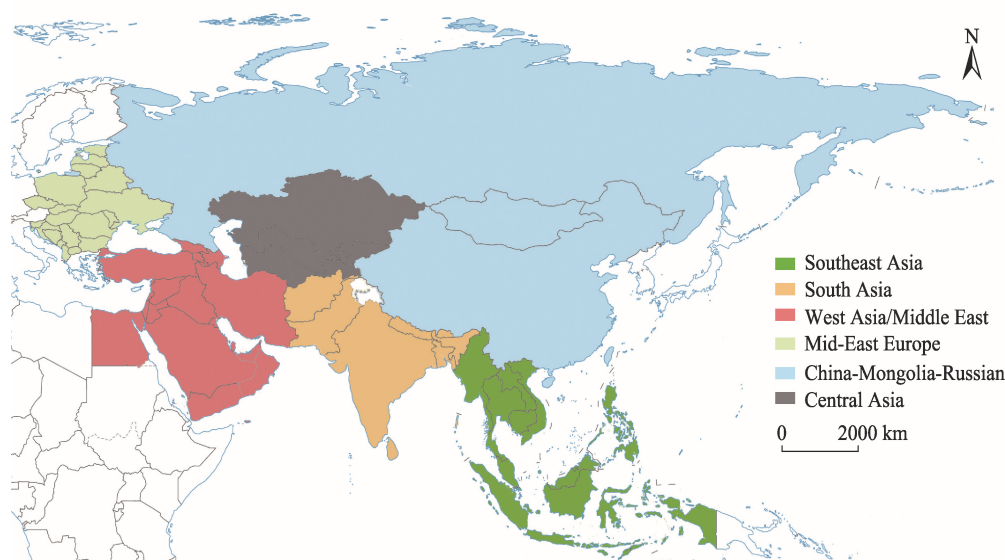 N
Southeast Asia
South Asia
West Asia/Middle East
Mid-East Europe
China-Mongolia-Russian
Central Asia
0 2000 km